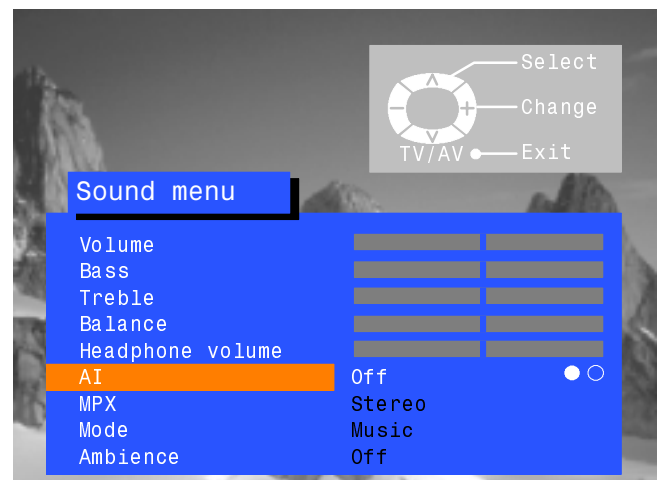 Select
Change
TV/AV Exit
Sound menu
Volume
Bass
Treble
Balance
Headphone volume
AI Off
MPX Stereo
Mode Music
Ambience Off